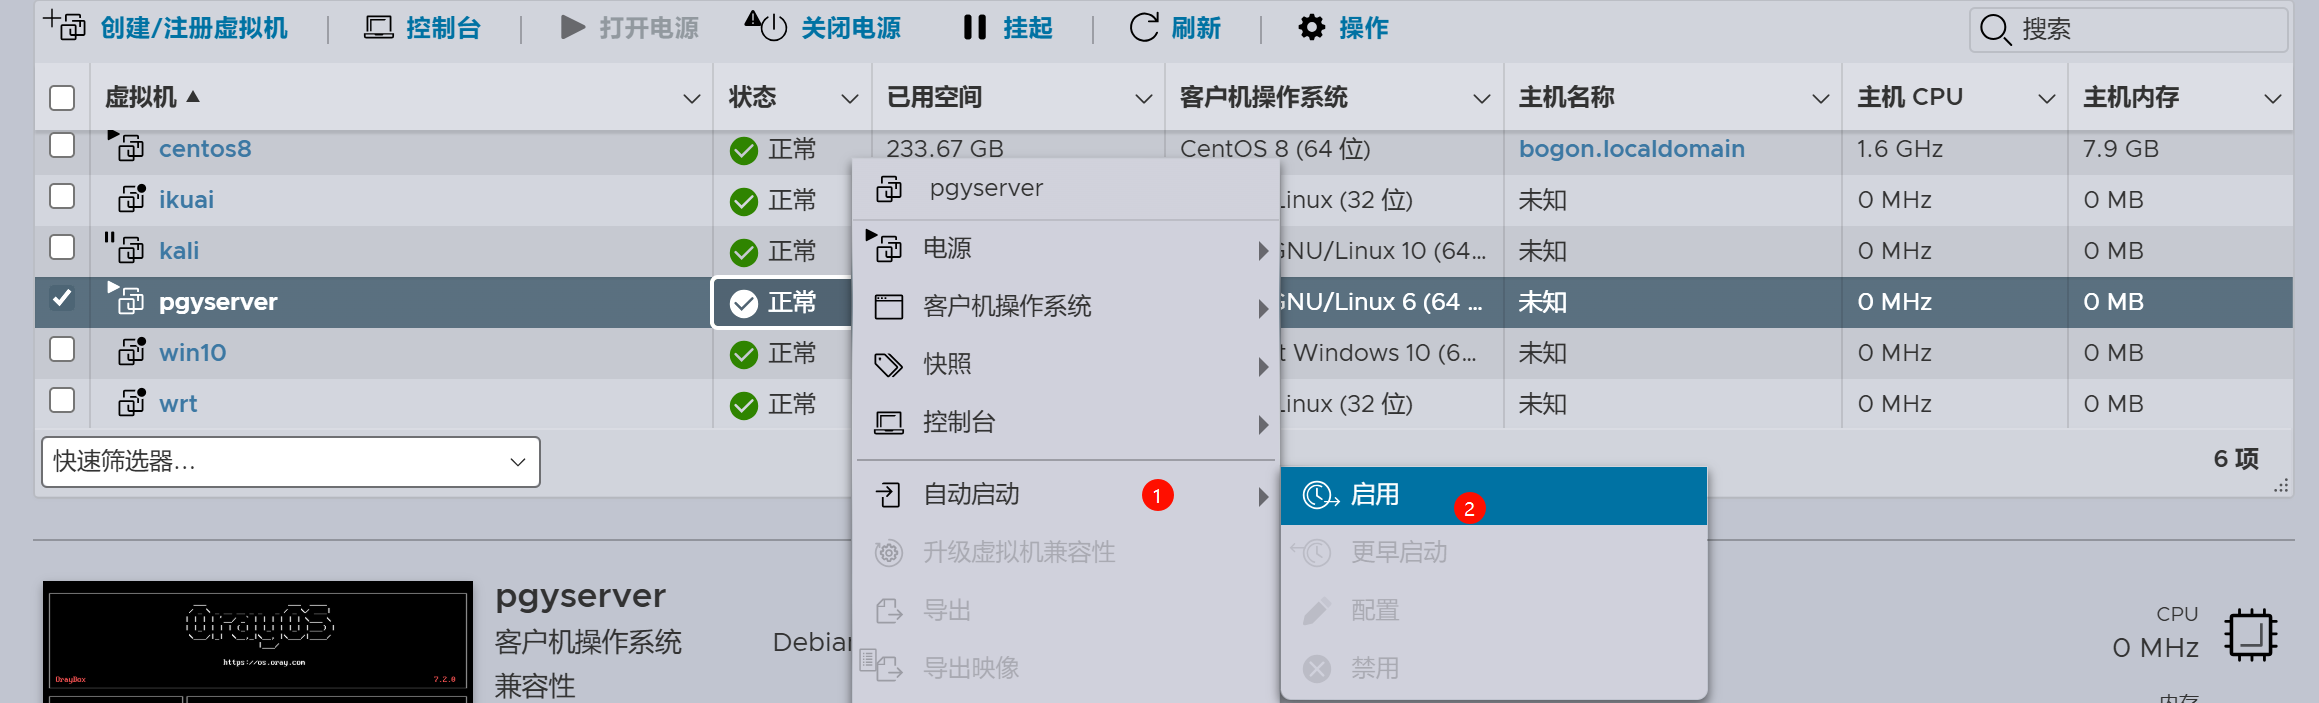 创建/注册虚拟机 控制台 打开电源 关闭电源 挂起 刷新 操作 搜索
虚拟机 状态 已用空间 客户机操作系统 主机名称 主机 CPU 主机内存
centos8 正常 233.67 GB CentOS 8 (64 位) bogon.localdomain 1.6 GHz 7.9 GB
ikuai 正常 Linux (32 位) 未知 0 MHz 0 MB
kali 正常 GNU/Linux 10 (64... 未知 0 MHz 0 MB
pgyserver 正常 GNU/Linux 6 (64 ... 未知 0 MHz 0 MB
win10 正常 t Windows 10 (6... 未知 0 MHz 0 MB
wrt 正常 Linux (32 位) 未知 0 MHz 0 MB
快速筛选器...
6 项
pgyserver
电源
客户机操作系统
快照
控制台
自动启动 1
升级虚拟机兼容性
导出
导出映像
启用 2
更早启动
配置
禁用
OrayOS
https://os.oray.com
OrayBox 7.2.0
pgyserver
客户机操作系统 Debian
兼容性
CPU
0 MHz
内存